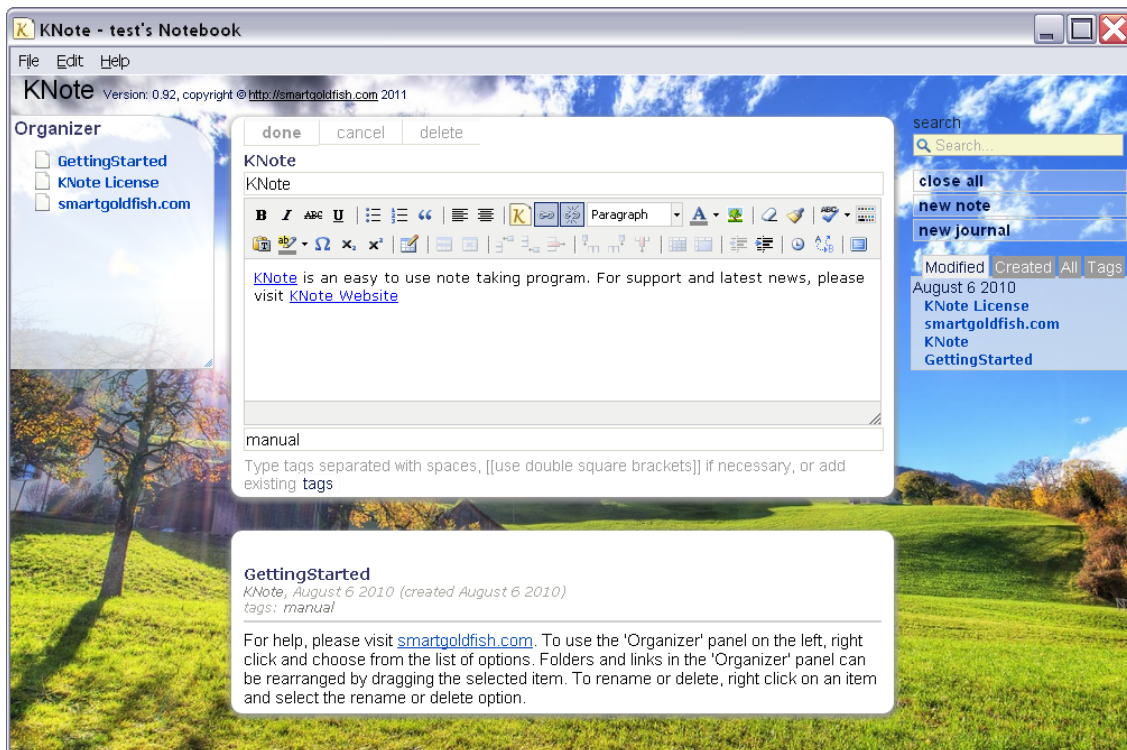 KNote - test's Notebook
File Edit Help
KNote Version: 0.92, copyright © http://smartgoldfish.com 2011
Organizer
GettingStarted
KNote License
smartgoldfish.com
done cancel delete
KNote
KNote
B I ABC U Paragraph A ABC
ab Ω x₂ x²
KNote is an easy to use note taking program. For support and latest news, please
visit KNote Website
manual
Type tags separated with spaces, [[use double square brackets]] if necessary, or add
existing tags
GettingStarted
KNote, August 6 2010 (created August 6 2010)
tags: manual
For help, please visit smartgoldfish.com. To use the 'Organizer' panel on the left, right
click and choose from the list of options. Folders and links in the 'Organizer' panel can
be rearranged by dragging the selected item. To rename or delete, right click on an item
and select the rename or delete option.
search
Search...
close all
new note
new journal
Modified Created All Tags
August 6 2010
KNote License
smartgoldfish.com
KNote
GettingStarted